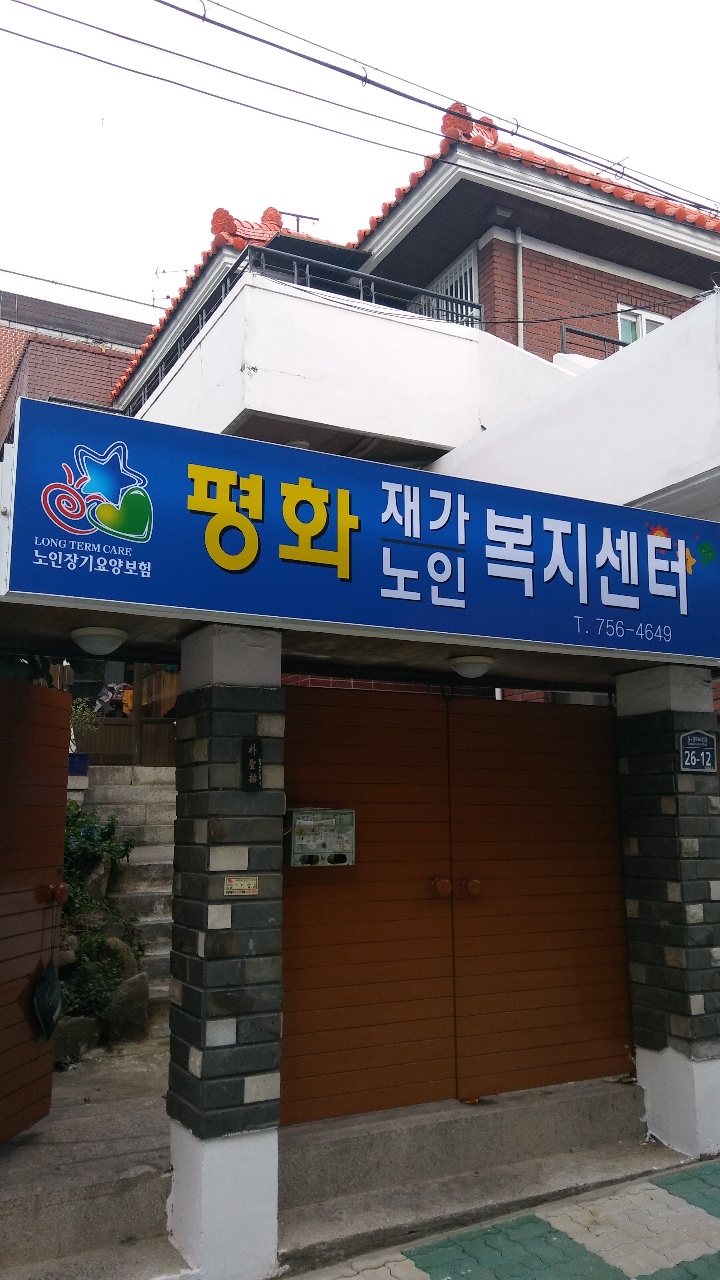 평화 재가 노인 복지센터
LONG TERM CARE
노인장기요양보험
T. 756-4649
26-12